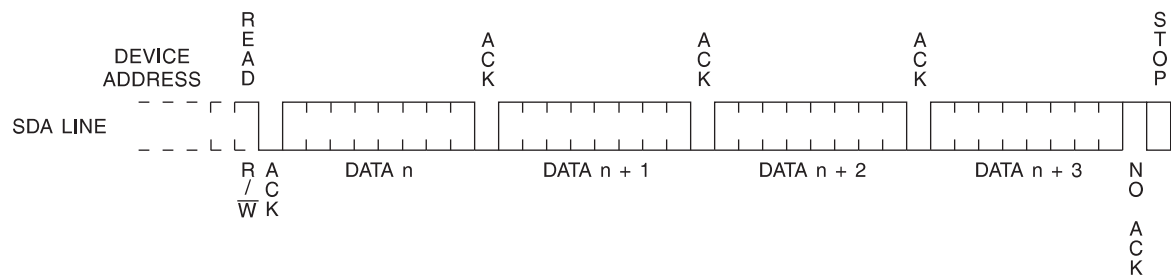 READ
ACK
ACK
ACK
STOP
DEVICE
ADDRESS
SDA LINE
R/W
ACK
DATA n
DATA n + 1
DATA n + 2
DATA n + 3
NO ACK